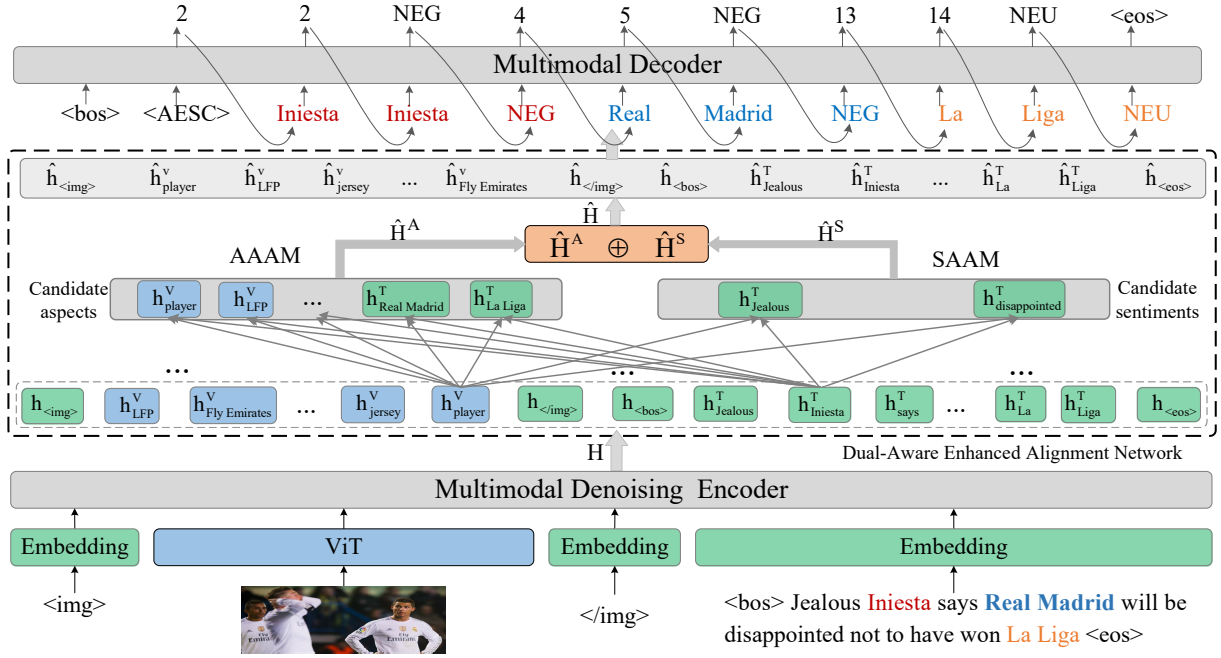 2 2 NEG 4 5 NEG 13 14 NEU <eos>
Multimodal Decoder
<bos> <AESC> Iniesta Iniesta NEG Real Madrid NEG La Liga NEU
ĥ<img> ĥᵛplayer ĥᵛLFP ĥᵛjersey ... ĥᵛFly Emirates ĥ</img> ĥ<bos> ĥᵀJealous ĥᵀIniesta ... ĥᵀLa ĥᵀLiga ĥ<eos>
Ĥ
Ĥᴬ Ĥᴬ ⊕ Ĥˢ Ĥˢ
AAAM SAAM
Candidate aspects
hⱽplayer hⱽLFP ... hᵀReal Madrid hᵀLa Liga
hᵀJealous hᵀdisappointed
Candidate sentiments
... ... ...
h<img> hⱽLFP hⱽFly Emirates ... hⱽjersey hⱽplayer h</img> h<bos> hᵀJealous hᵀIniesta hᵀsays ... hᵀLa hᵀLiga h<eos>
H
Dual-Aware Enhanced Alignment Network
Multimodal Denoising Encoder
Embedding ViT Embedding Embedding
<img>
Fly Emirates
</img>
<bos> Jealous Iniesta says Real Madrid will be
disappointed not to have won La Liga <eos>